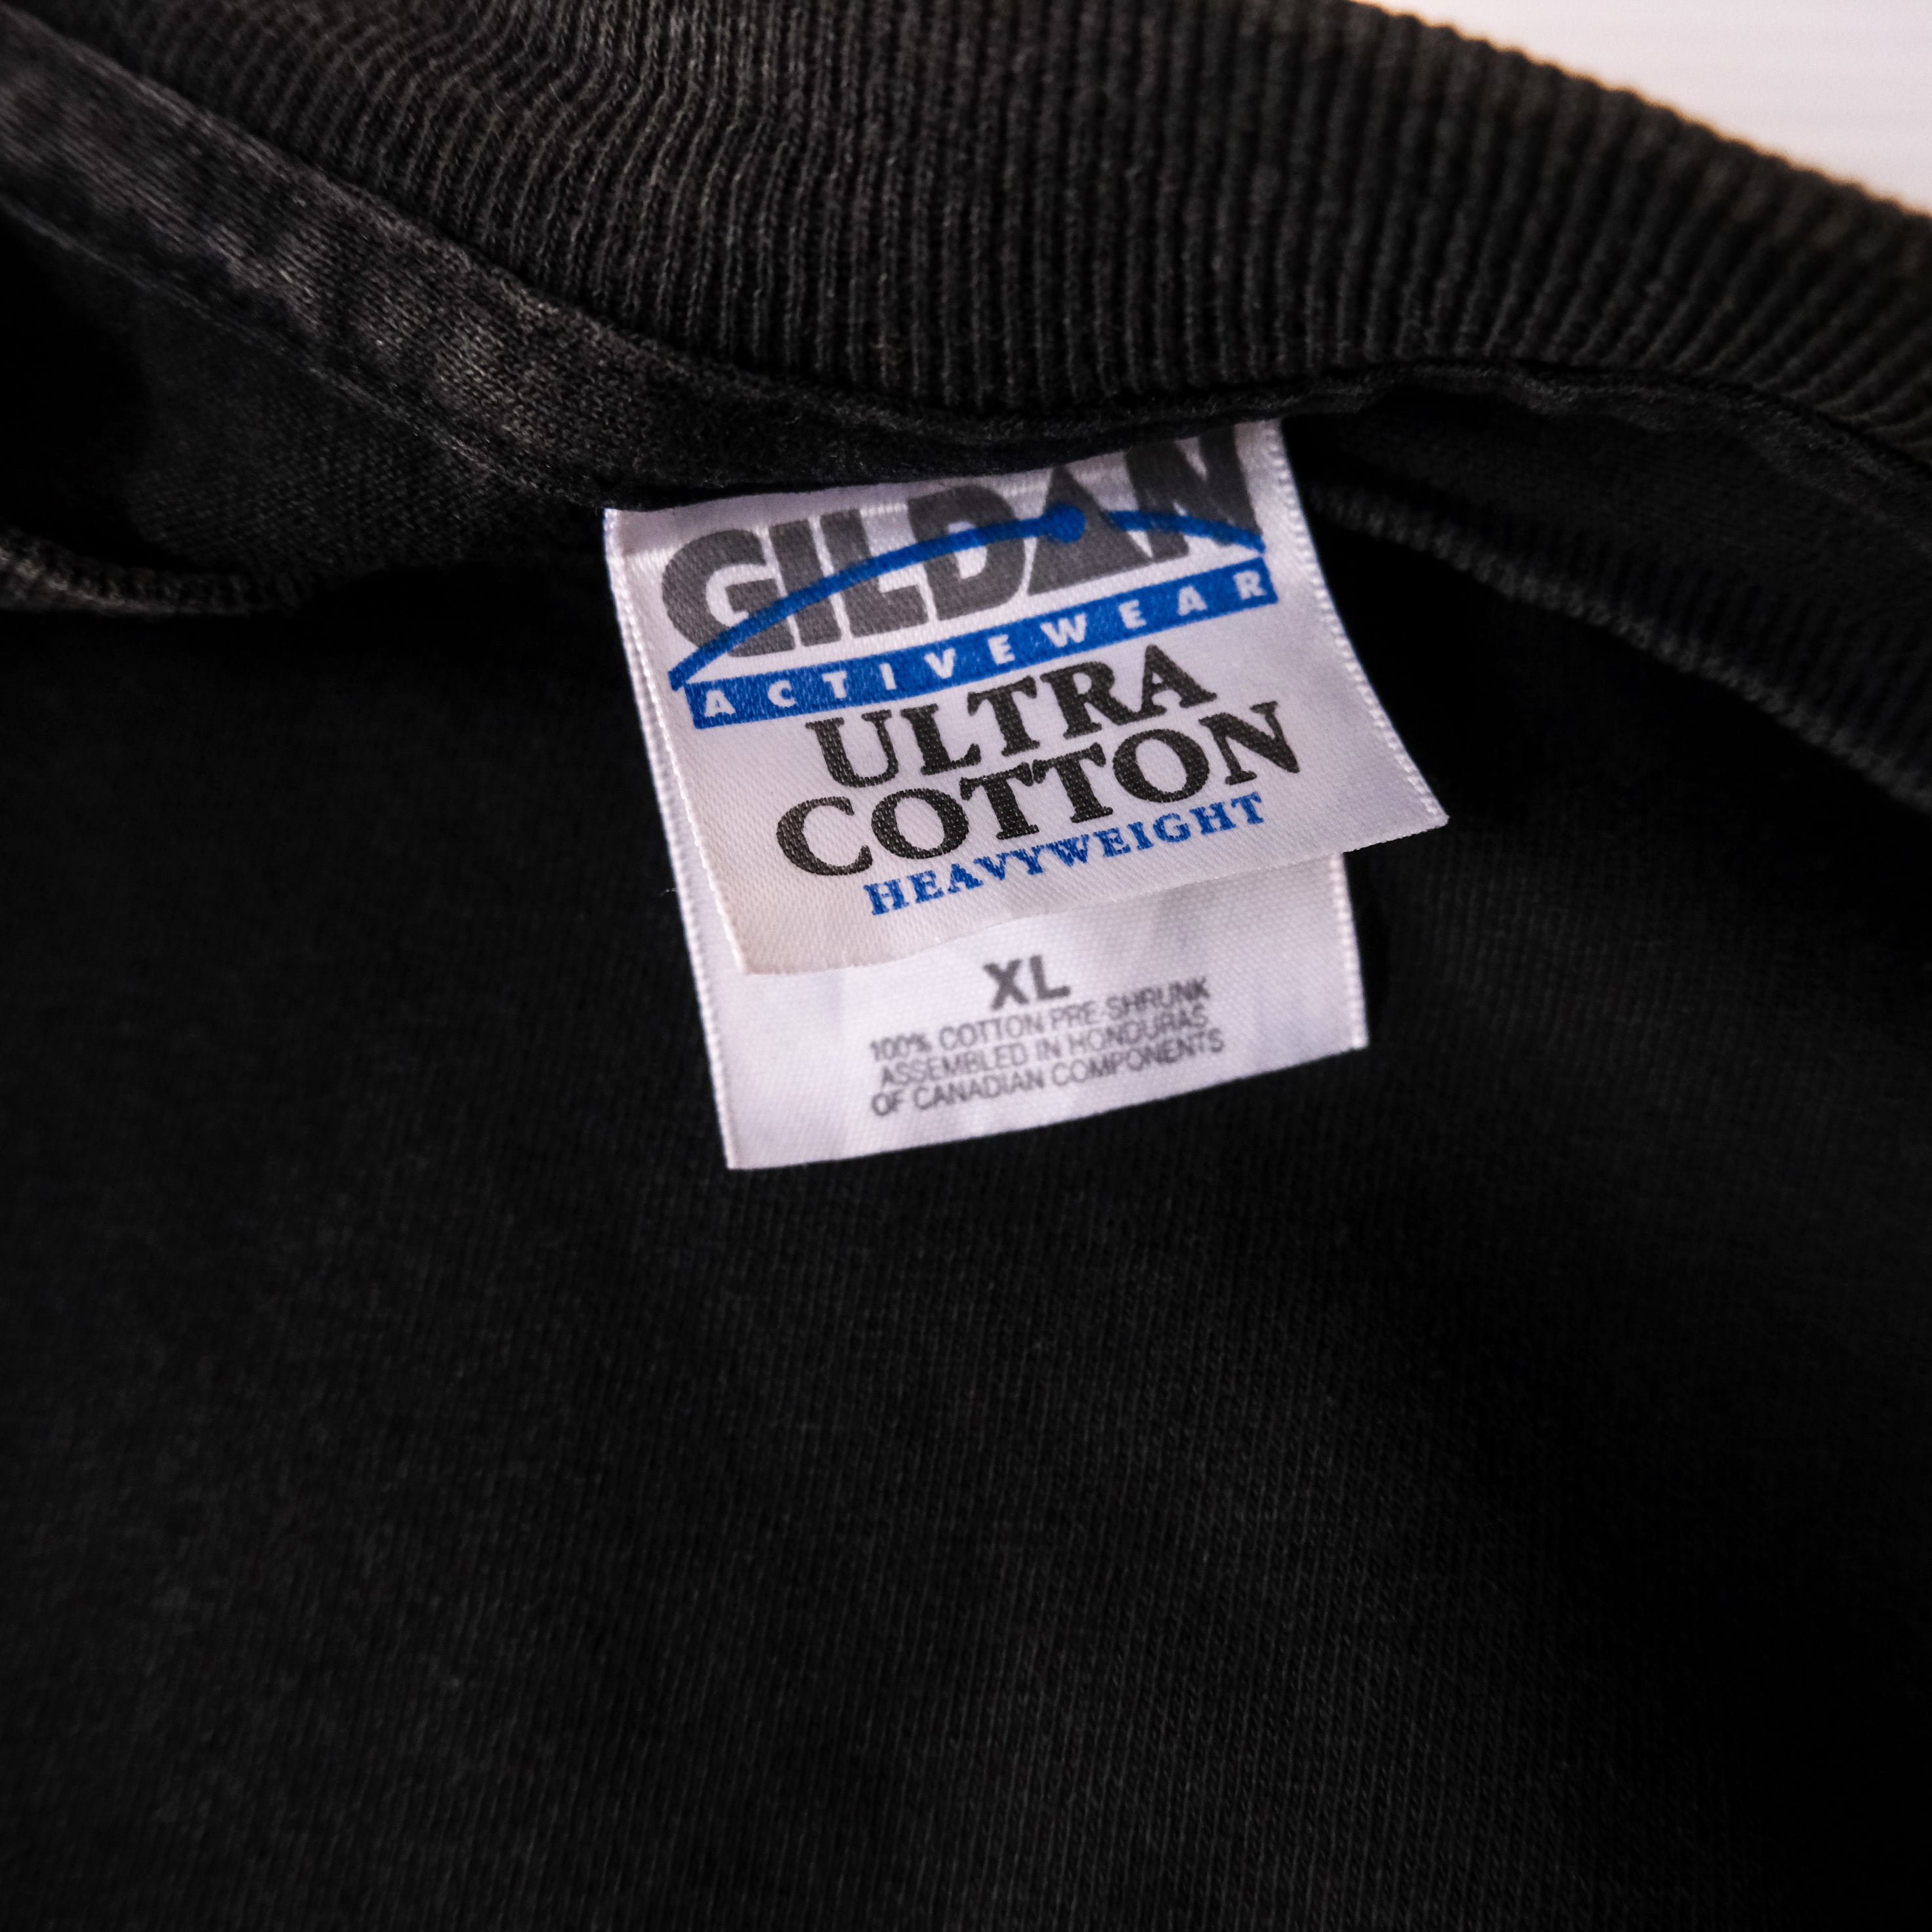 GILDAN
ACTIVEWEAR
ULTRA
COTTON
HEAVYWEIGHT
XL
100% COTTON PRE-SHRUNK
ASSEMBLED IN HONDURAS
OF CANADIAN COMPONENTS